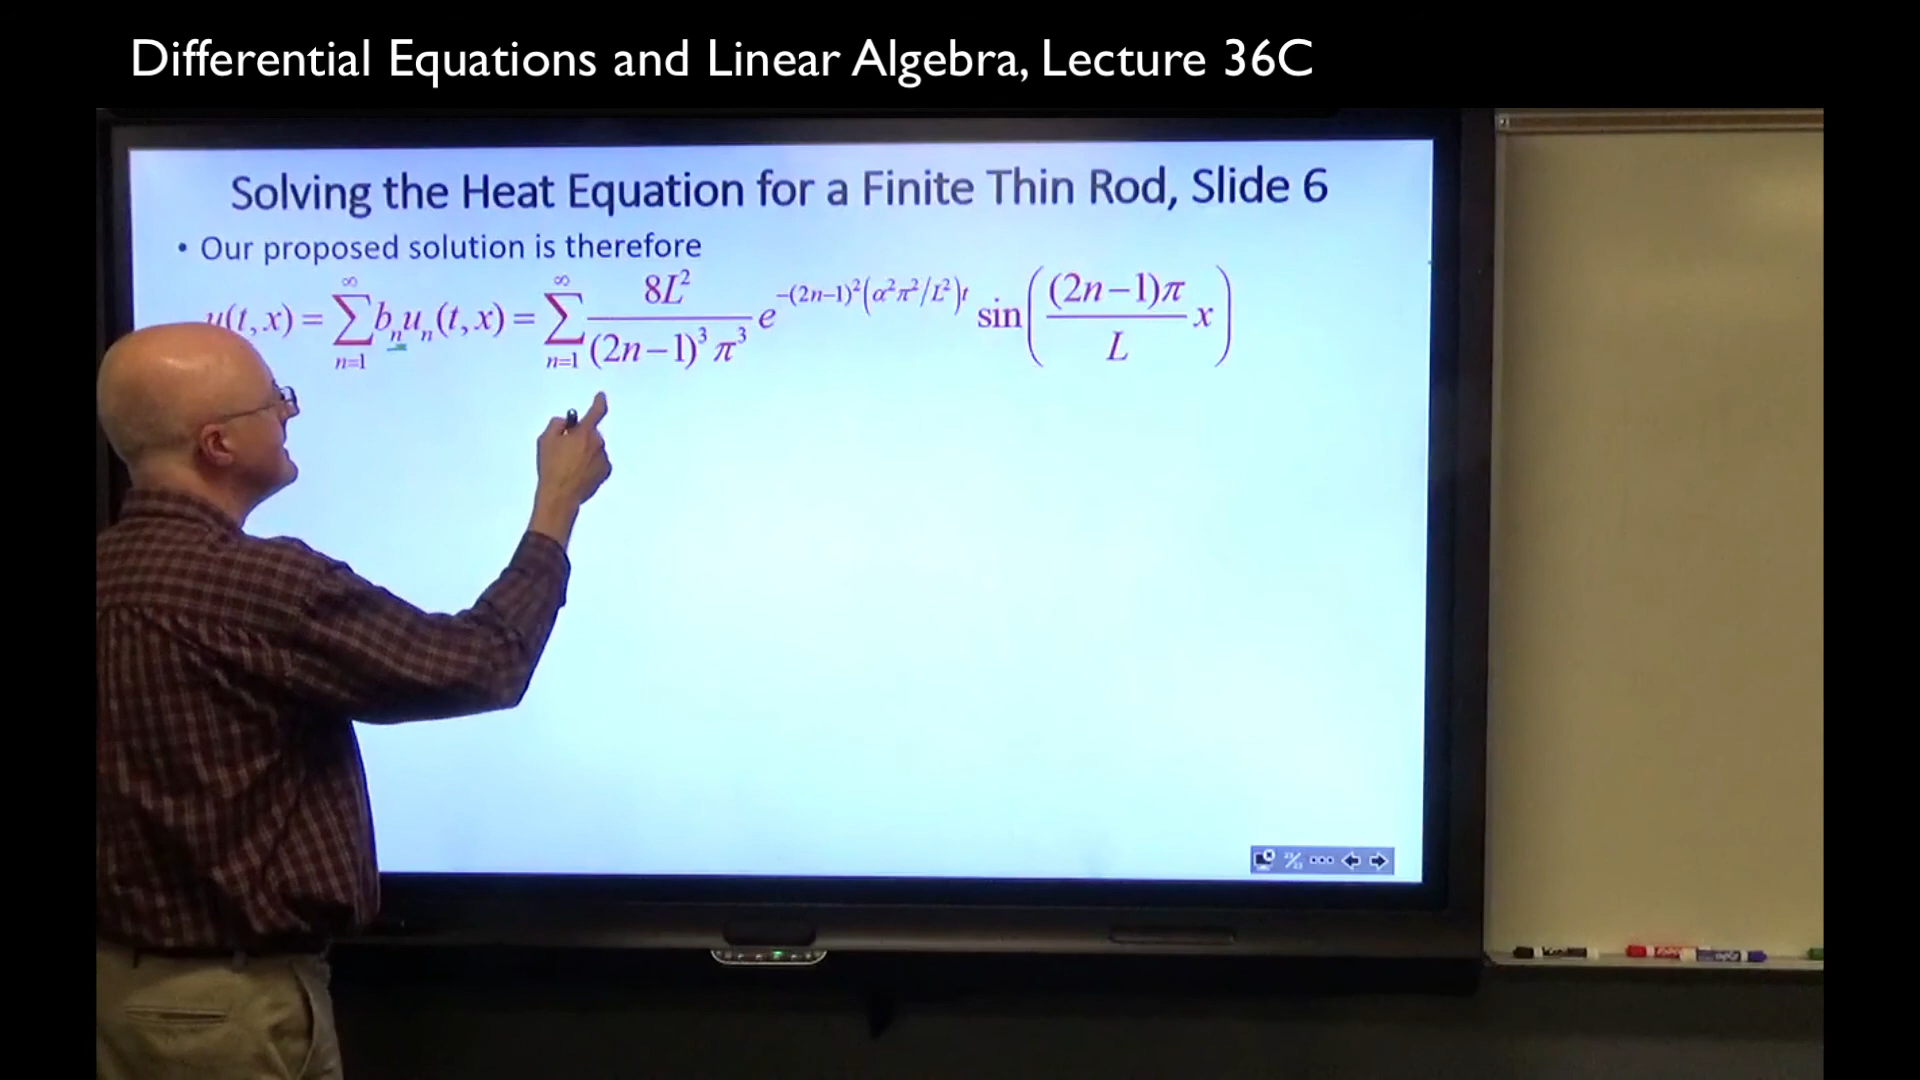 Differential Equations and Linear Algebra, Lecture 36C
Solving the Heat Equation for a Finite Thin Rod, Slide 6
• Our proposed solution is therefore
u(t, x) = ∑_{n=1}^{∞} b_n u_n(t, x) = ∑_{n=1}^{∞} 8L² / ((2n−1)³ π³) e^{−(2n−1)²(α²π²/L²)t} sin( (2n−1)π / L x )